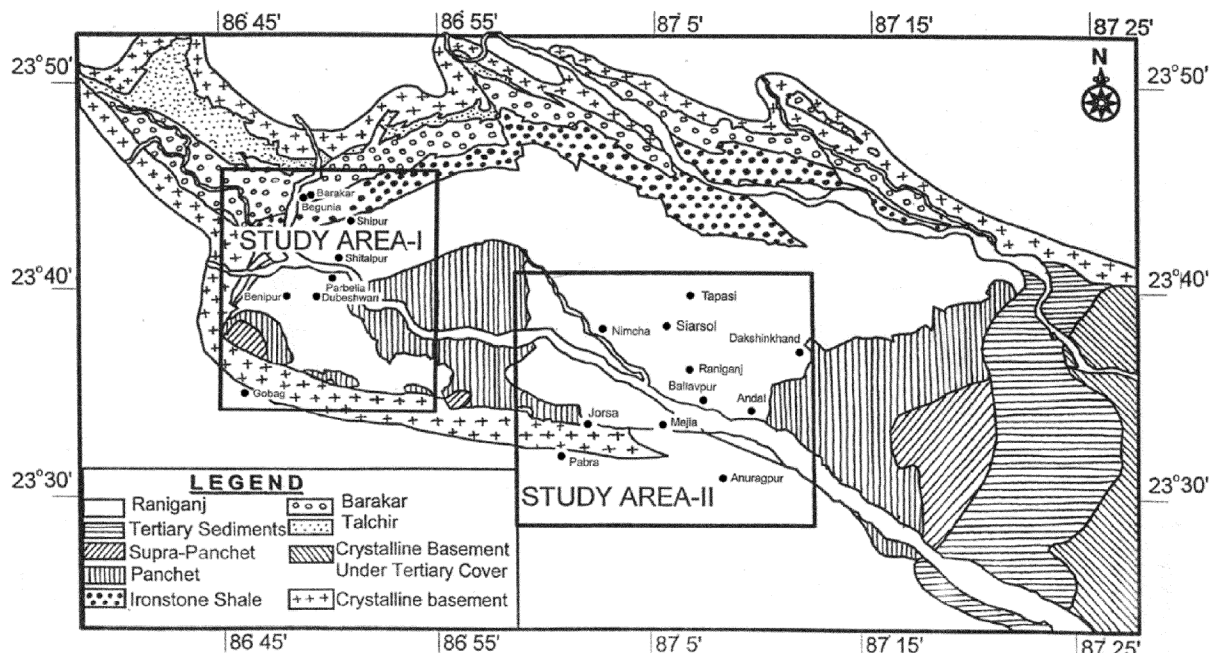 86°45' 86°55' 87°5' 87°15' 87°25'
23°50' 23°50'
N
Barakar
Begunia
Shipur
STUDY AREA-I
Shitalpur
23°40' 23°40'
Parbelia
Benipur Dubeshwari
Tapasi
Nimcha Siarsol
Dakshinkhand
Raniganj
Ballavpur
Gobag
Andal
Jorsa Mejia
Pabra
Anuragpur
23°30' 23°30'
STUDY AREA-II
LEGEND
Raniganj Barakar
Tertiary Sediments Talchir
Supra-Panchet Crystalline Basement
Panchet Under Tertiary Cover
Ironstone Shale Crystalline basement
86°45' 86°55' 87°5' 87°15' 87°25'